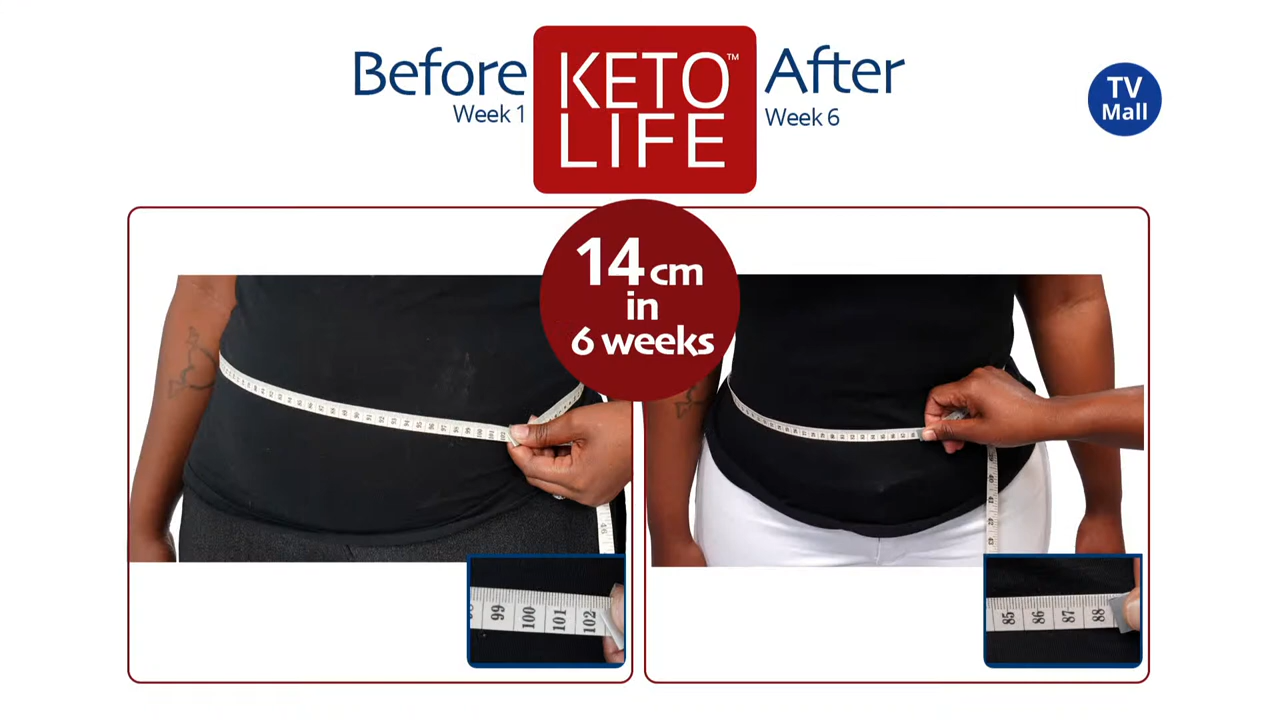 Before
Week 1
KETO™
LIFE
After
Week 6
TV
Mall
14 cm
in
6 weeks
99 100 101 102
85 86 87 88